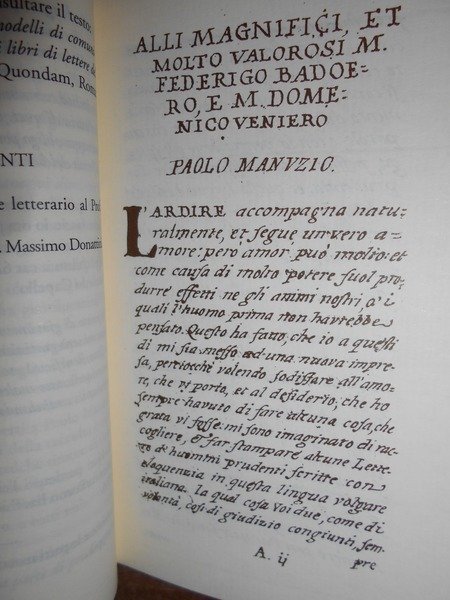 nsultare il testo:
modelli di comun
i libri di lettere d
Quondam, Rom
NTI
e letterario al Pr
. Massimo Donatti
ALLI MAGNIFICI, ET
MOLTO VALOROSI M.
FEDERIGO BADOE-
RO, E M. DOME-
NICO VENIERO
PAOLO MANVZIO.
L'ARDIRE accompagna natu-
ralmente, et segue un vero a-
more: però amor può molto: et
come causa di molto potere suol pro-
durre effetti ne gli animi nostri, a' i
quali l'huomo prima non havrebbe
pensato. Questo ha fatto, che io a questi
di mi sia messo ad una nuova impre-
sa, percioche volendo sodisfare all'amo-
re, che vi porto, et al desiderio, che ho
sempre havuto di fare alcuna cosa, che
grata vi fosse: mi sono imaginato di rac-
cogliere, et far stampare alcune Lette-
re de huomini prudenti scritte con
eloquenzia in questa lingua volgare
italiana. La qual cosa voi due, come di
volontà, così di giudizio congiunti, sem-
A. ij pre